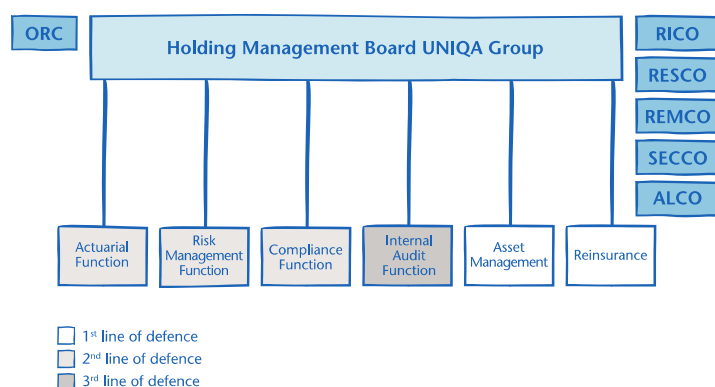 ORC
Holding Management Board UNIQA Group
RICO
RESCO
REMCO
SECCO
ALCO
Actuarial
Function
Risk
Management
Function
Compliance
Function
Internal
Audit
Function
Asset
Management
Reinsurance
1st line of defence
2nd line of defence
3rd line of defence